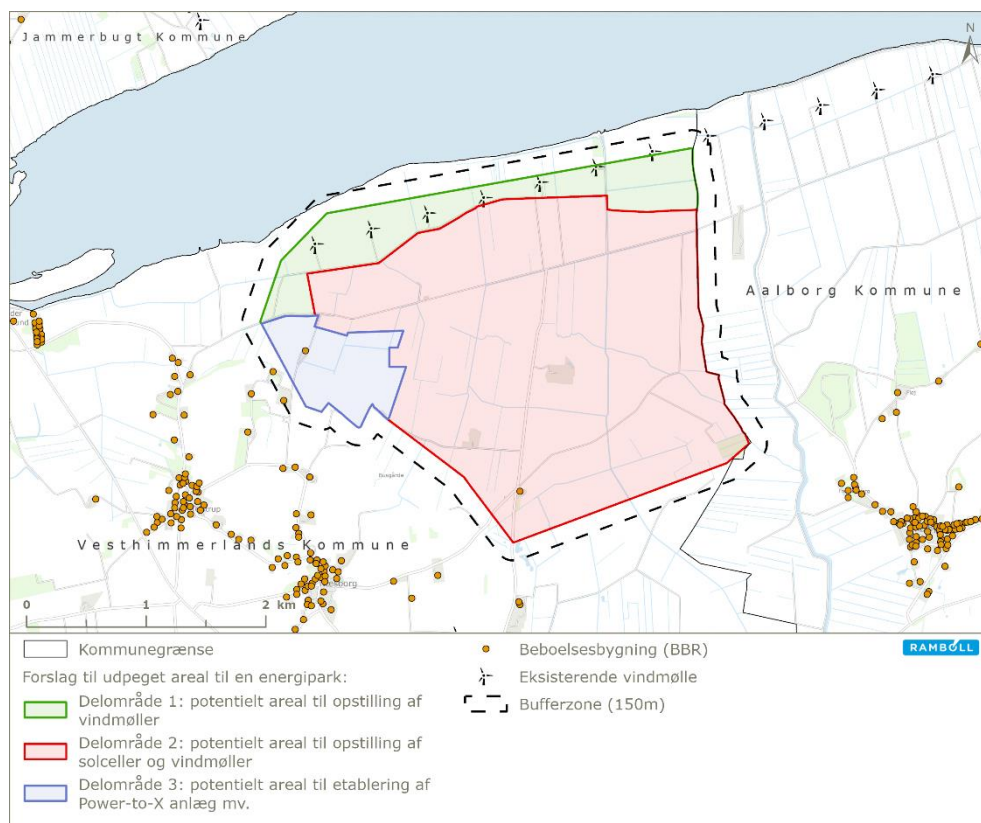 Jammerbugt Kommune
N
Aalborg Kommune
Vesthimmerlands Kommune
0 1 2 km
Kommunegrænse
Forslag til udpeget areal til en energipark:
Delområde 1: potentielt areal til opstilling af
vindmøller
Delområde 2: potentielt areal til opstilling af
solceller og vindmøller
Delområde 3: potentielt areal til etablering af
Power-to-X anlæg mv.
Beboelsesbygning (BBR)
Eksisterende vindmølle
Bufferzone (150m)
RAMBOLL